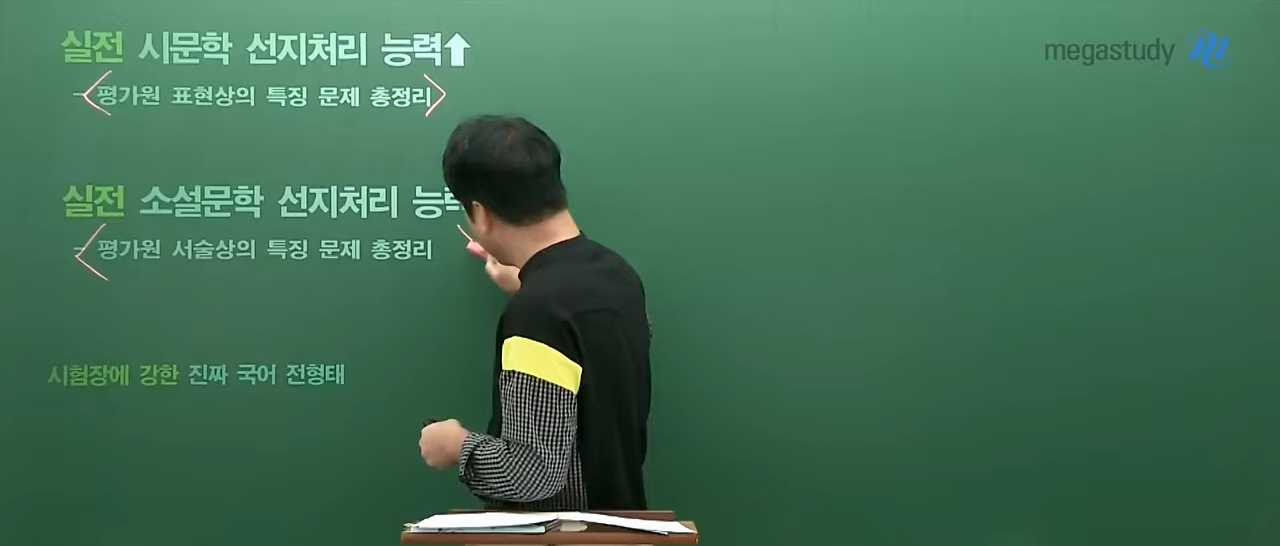 실전 시문학 선지처리 능력↑
megastudy
- 평가원 표현상의 특징 문제 총정리
실전 소설문학 선지처리
- 평가원 서술상의 특징 문제 총정리
시험장에 강한 진짜 국어 전형태